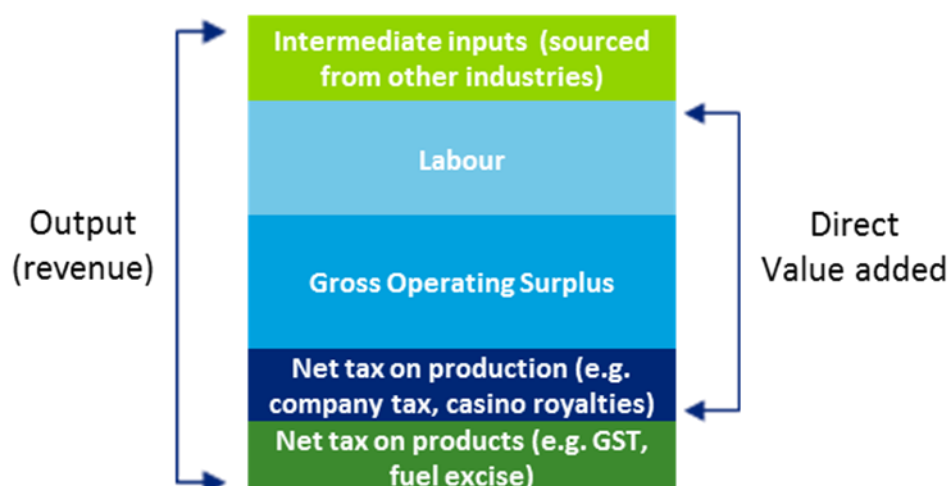 Intermediate inputs (sourced
from other industries)
Labour
Output
(revenue)
Direct
Value added
Gross Operating Surplus
Net tax on production (e.g.
company tax, casino royalties)
Net tax on products (e.g. GST,
fuel excise)